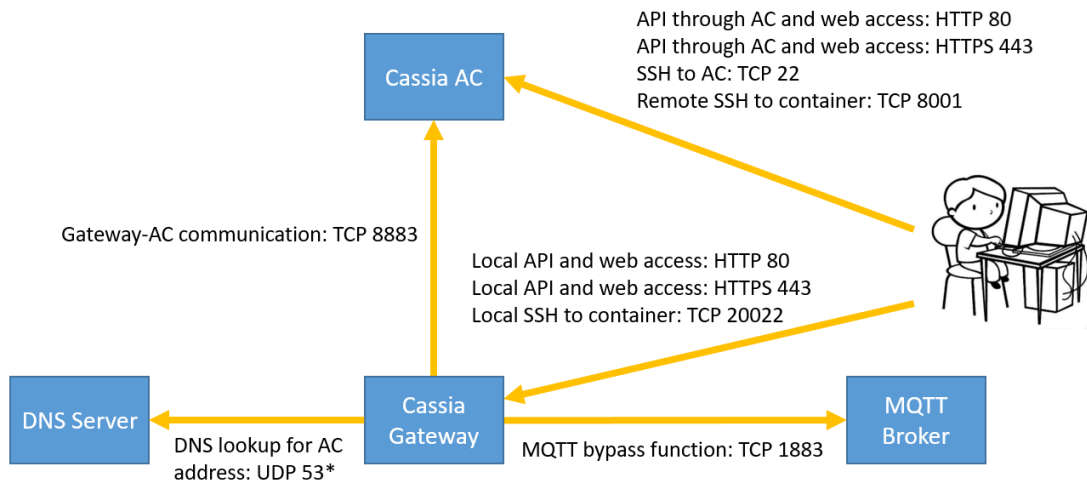 API through AC and web access: HTTP 80
API through AC and web access: HTTPS 443
SSH to AC: TCP 22
Remote SSH to container: TCP 8001
Cassia AC
Gateway-AC communication: TCP 8883
Local API and web access: HTTP 80
Local API and web access: HTTPS 443
Local SSH to container: TCP 20022
DNS Server
Cassia
Gateway
MQTT
Broker
DNS lookup for AC
address: UDP 53*
MQTT bypass function: TCP 1883